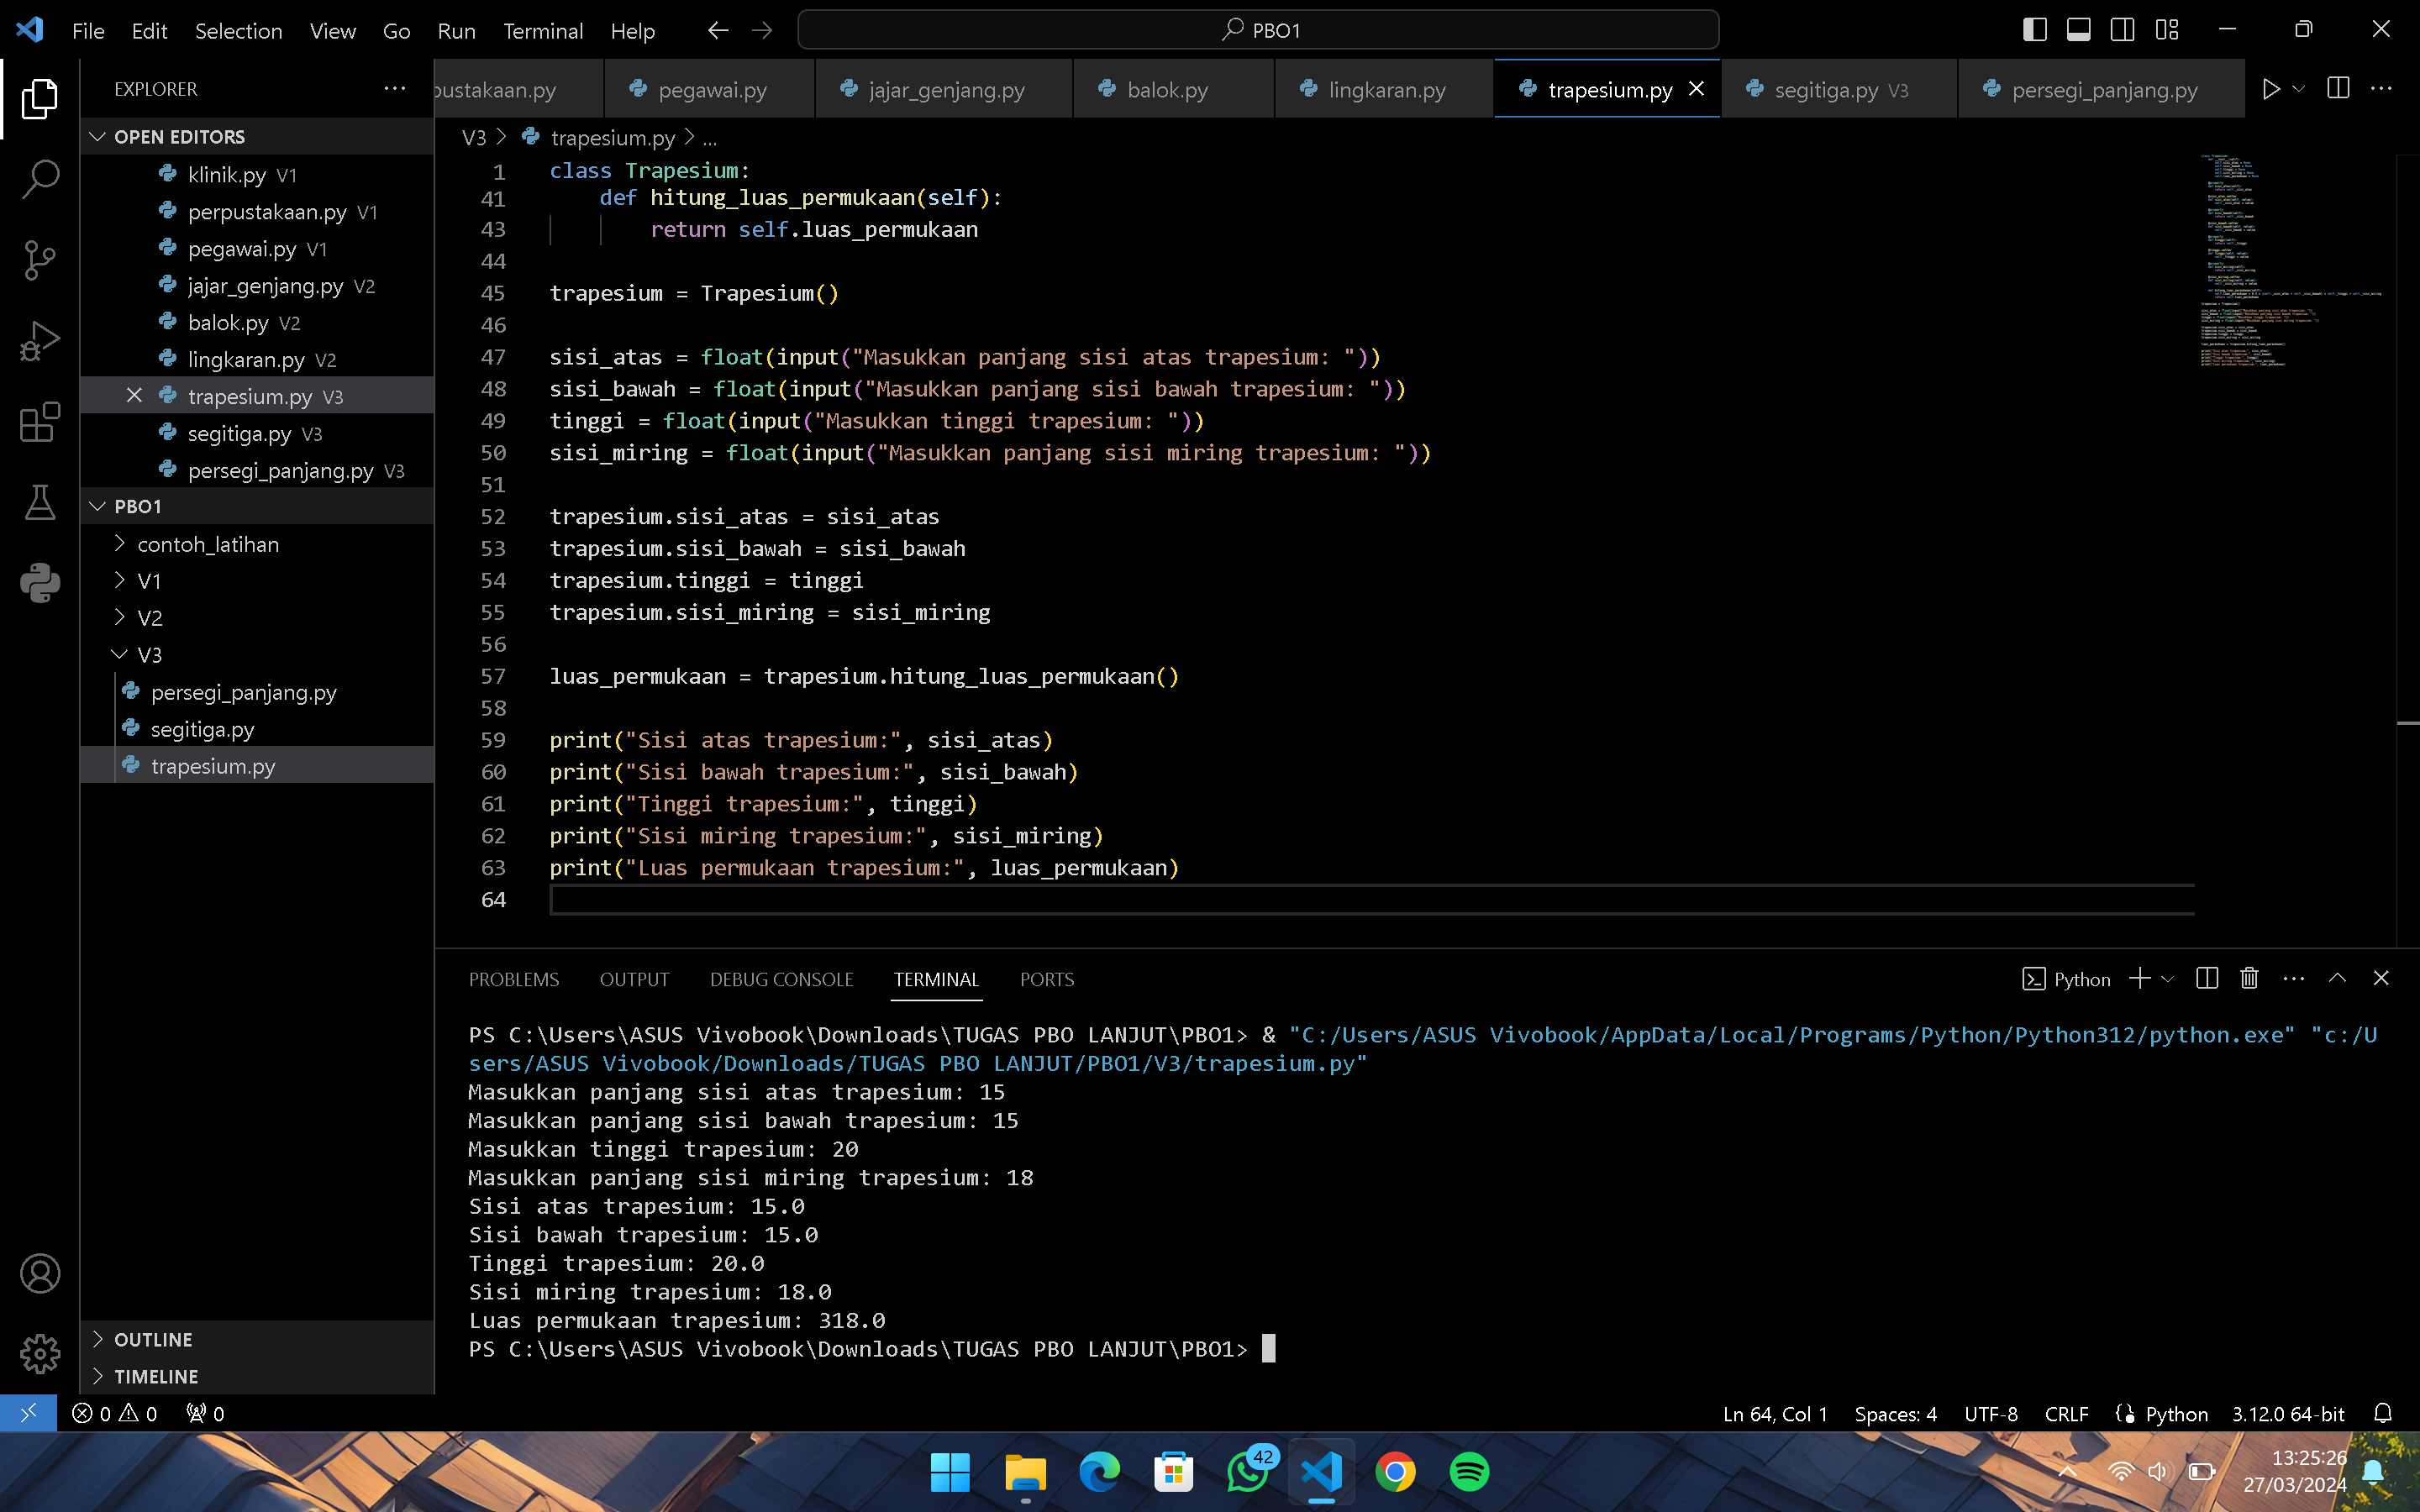 File Edit Selection View Go Run Terminal Help PBO1
EXPLORER
OPEN EDITORS
klinik.py V1
perpustakaan.py V1
pegawai.py V1
jajar_genjang.py V2
balok.py V2
lingkaran.py V2
trapesium.py V3
segitiga.py V3
persegi_panjang.py V3
PBO1
contoh_latihan
V1
V2
V3
persegi_panjang.py
segitiga.py
trapesium.py
OUTLINE
TIMELINE
pustakaan.py pegawai.py jajar_genjang.py balok.py lingkaran.py trapesium.py segitiga.py V3 persegi_panjang.py
V3 > trapesium.py > ...
1 class Trapesium:
41 def hitung_luas_permukaan(self):
43 return self.luas_permukaan
44
45 trapesium = Trapesium()
46
47 sisi_atas = float(input("Masukkan panjang sisi atas trapesium: "))
48 sisi_bawah = float(input("Masukkan panjang sisi bawah trapesium: "))
49 tinggi = float(input("Masukkan tinggi trapesium: "))
50 sisi_miring = float(input("Masukkan panjang sisi miring trapesium: "))
51
52 trapesium.sisi_atas = sisi_atas
53 trapesium.sisi_bawah = sisi_bawah
54 trapesium.tinggi = tinggi
55 trapesium.sisi_miring = sisi_miring
56
57 luas_permukaan = trapesium.hitung_luas_permukaan()
58
59 print("Sisi atas trapesium:", sisi_atas)
60 print("Sisi bawah trapesium:", sisi_bawah)
61 print("Tinggi trapesium:", tinggi)
62 print("Sisi miring trapesium:", sisi_miring)
63 print("Luas permukaan trapesium:", luas_permukaan)
64
PROBLEMS OUTPUT DEBUG CONSOLE TERMINAL PORTS Python
PS C:\Users\ASUS Vivobook\Downloads\TUGAS PBO LANJUT\PBO1> & "C:/Users/ASUS Vivobook/AppData/Local/Programs/Python/Python312/python.exe" "c:/U
sers/ASUS Vivobook/Downloads/TUGAS PBO LANJUT/PBO1/V3/trapesium.py"
Masukkan panjang sisi atas trapesium: 15
Masukkan panjang sisi bawah trapesium: 15
Masukkan tinggi trapesium: 20
Masukkan panjang sisi miring trapesium: 18
Sisi atas trapesium: 15.0
Sisi bawah trapesium: 15.0
Tinggi trapesium: 20.0
Sisi miring trapesium: 18.0
Luas permukaan trapesium: 318.0
PS C:\Users\ASUS Vivobook\Downloads\TUGAS PBO LANJUT\PBO1>
0 0 0 Ln 64, Col 1 Spaces: 4 UTF-8 CRLF Python 3.12.0 64-bit
42
13:25:26
27/03/2024